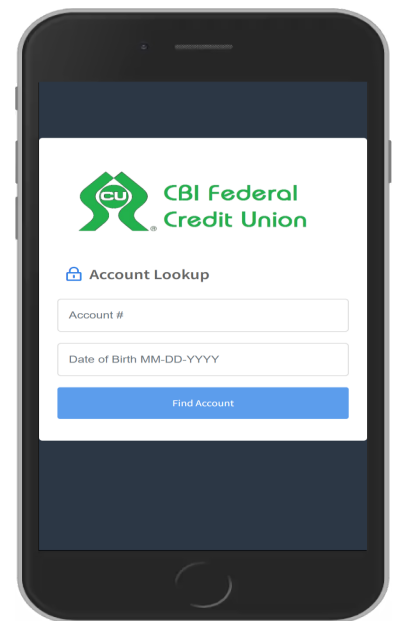 CU
®
CBI Federal
Credit Union
Account Lookup
Account #
Date of Birth MM-DD-YYYY
Find Account